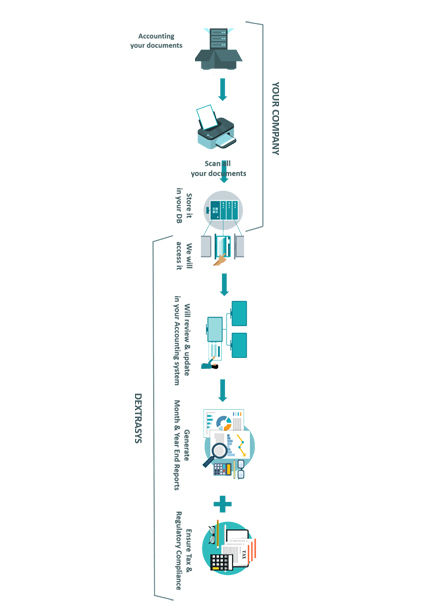 Accounting
your documents
YOUR COMPANY
Scan all
your documents
Store it
in your DB
We will
access it
Will review & update
in your Accounting system
DEXTRASYS
Generate
Month & Year End Reports
Ensure Tax &
Regulatory Compliance
TAX